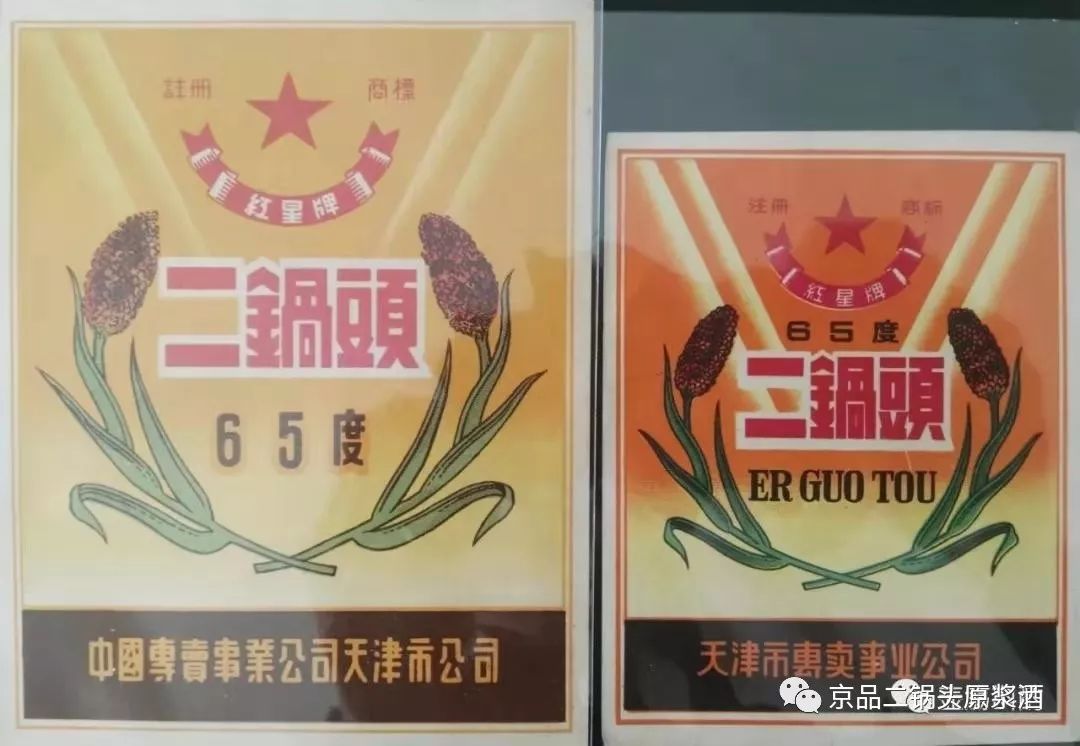 註冊 商標
紅星牌
二鍋頭
65度
中國專賣事業公司天津市公司
注册 商标
紅星牌
65度
二鍋頭
ER GUO TOU
天津市専卖事业公司
京品二锅头原浆酒